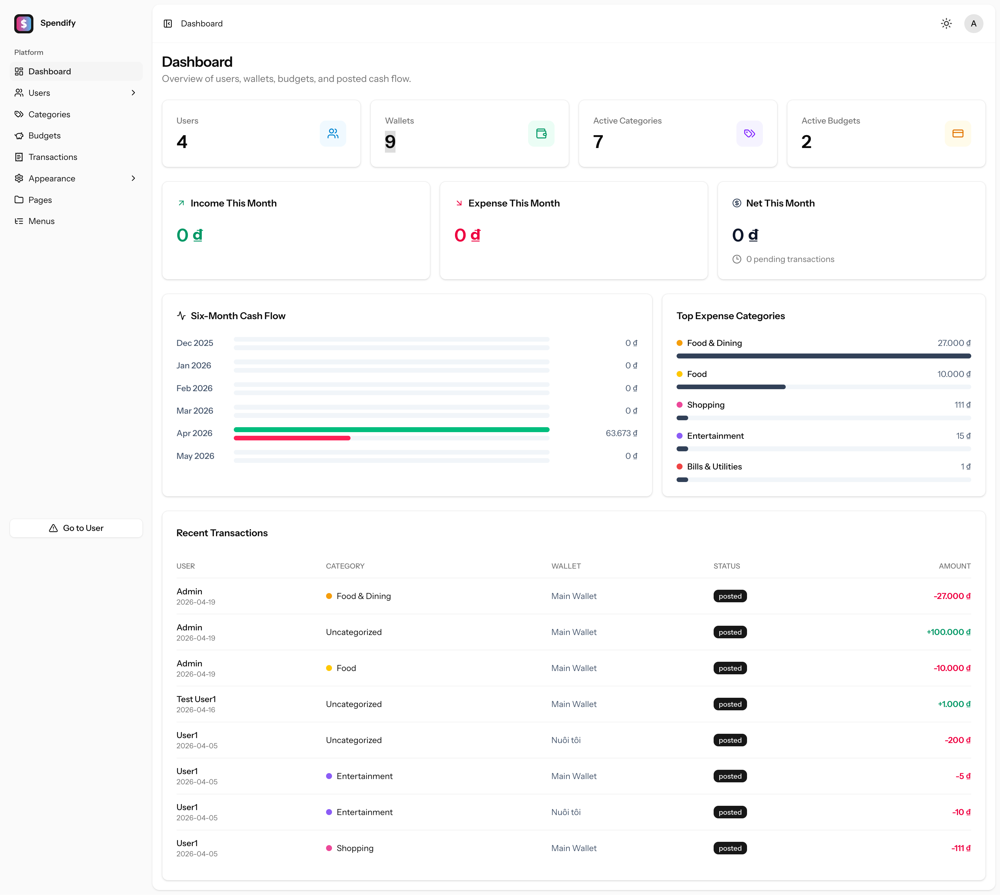 $ Spendify
Platform
Dashboard
Users
Categories
Budgets
Transactions
Appearance
Pages
Menus
Go to User
Dashboard
A
Dashboard
Overview of users, wallets, budgets, and posted cash flow.
Users
4
Wallets
9
Active Categories
7
Active Budgets
2
Income This Month
0 ₫
Expense This Month
0 ₫
Net This Month
0 ₫
0 pending transactions
Six-Month Cash Flow
Dec 2025 0 ₫
Jan 2026 0 ₫
Feb 2026 0 ₫
Mar 2026 0 ₫
Apr 2026 63.673 ₫
May 2026 0 ₫
Top Expense Categories
Food & Dining 27.000 ₫
Food 10.000 ₫
Shopping 111 ₫
Entertainment 15 ₫
Bills & Utilities 1 ₫
Recent Transactions
USER CATEGORY WALLET STATUS AMOUNT
Admin
2026-04-19
Food & Dining Main Wallet posted -27.000 ₫
Admin
2026-04-19
Uncategorized Main Wallet posted +100.000 ₫
Admin
2026-04-19
Food Main Wallet posted -10.000 ₫
Test User1
2026-04-16
Uncategorized Main Wallet posted +1.000 ₫
User1
2026-04-05
Uncategorized Nuôi tôi posted -200 ₫
User1
2026-04-05
Entertainment Main Wallet posted -5 ₫
User1
2026-04-05
Entertainment Nuôi tôi posted -10 ₫
User1
2026-04-05
Shopping Main Wallet posted -111 ₫